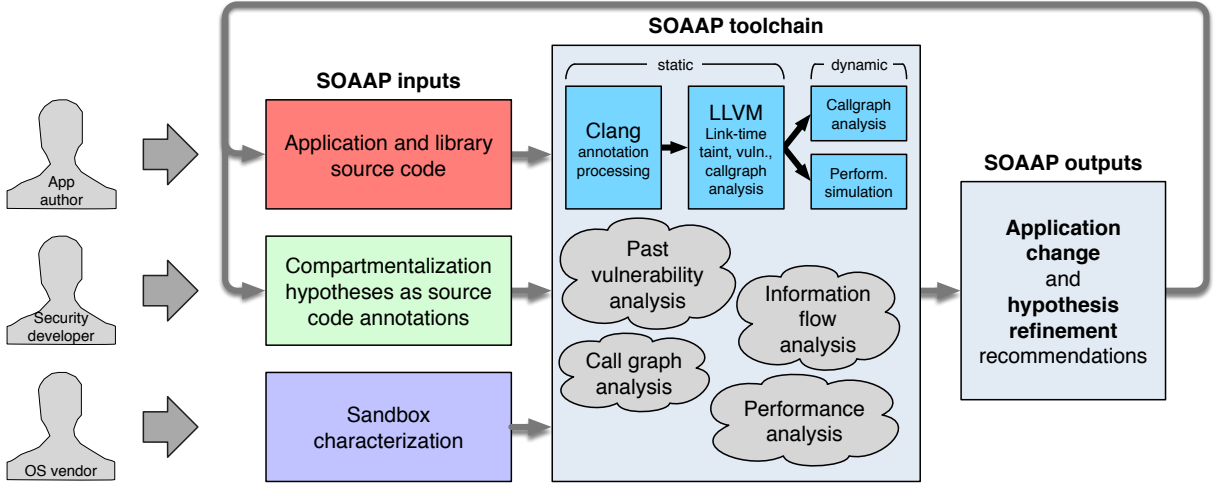 SOAAP toolchain
SOAAP inputs
static
dynamic
App
author
Application and library
source code
Clang
annotation
processing
LLVM
Link-time
taint, vuln.,
callgraph
analysis
Callgraph
analysis
Perform.
simulation
Security
developer
Compartmentalization
hypotheses as source
code annotations
Past
vulnerability
analysis
Information
flow
analysis
Call graph
analysis
Performance
analysis
OS vendor
Sandbox
characterization
SOAAP outputs
Application
change
and
hypothesis
refinement
recommendations